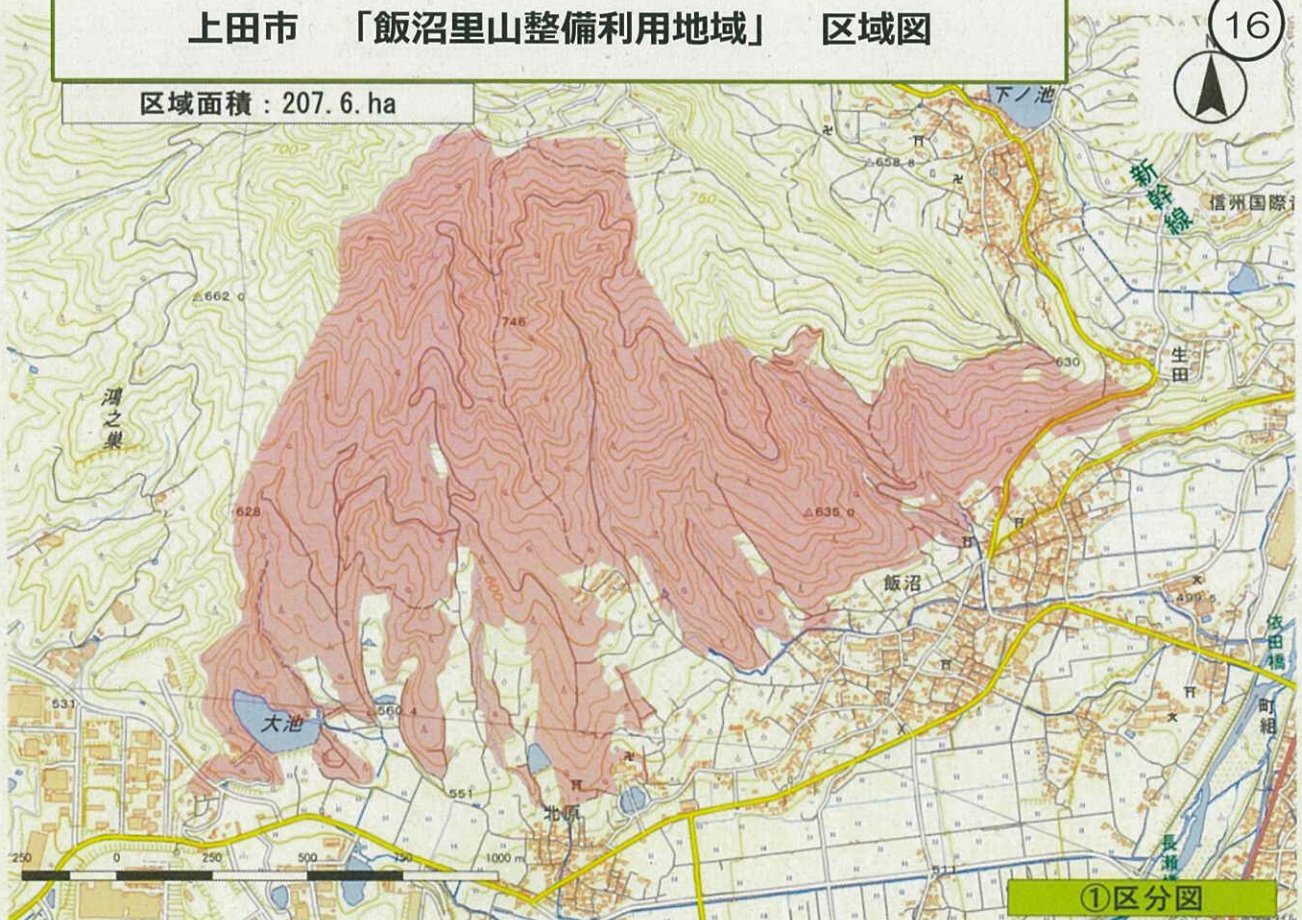 上田市 「飯沼里山整備利用地域」 区域図
16
N
区域面積：207.6.ha
下ノ池
700
658.8
750
新幹線
信州国際
662.0
746
630
生田
鴻之巣
628
635.0
飯沼
600
499.5
依田橋
531
大池
560.4
町組
551
北原
長瀬
511
250 0 250 500 750 1000 m
①区分図